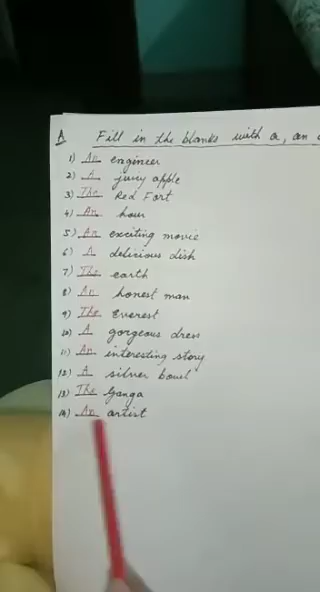 A Fill in the blanks with a, an
1) An engineer
2) A juicy apple
3) The Red Fort
4) An hour
5) An exciting movie
6) A delicious dish
7) The earth
8) An honest man
9) The Everest
10) A gorgeous dress
11) An interesting story
12) A silver bowl
13) The Ganga
14) An artist